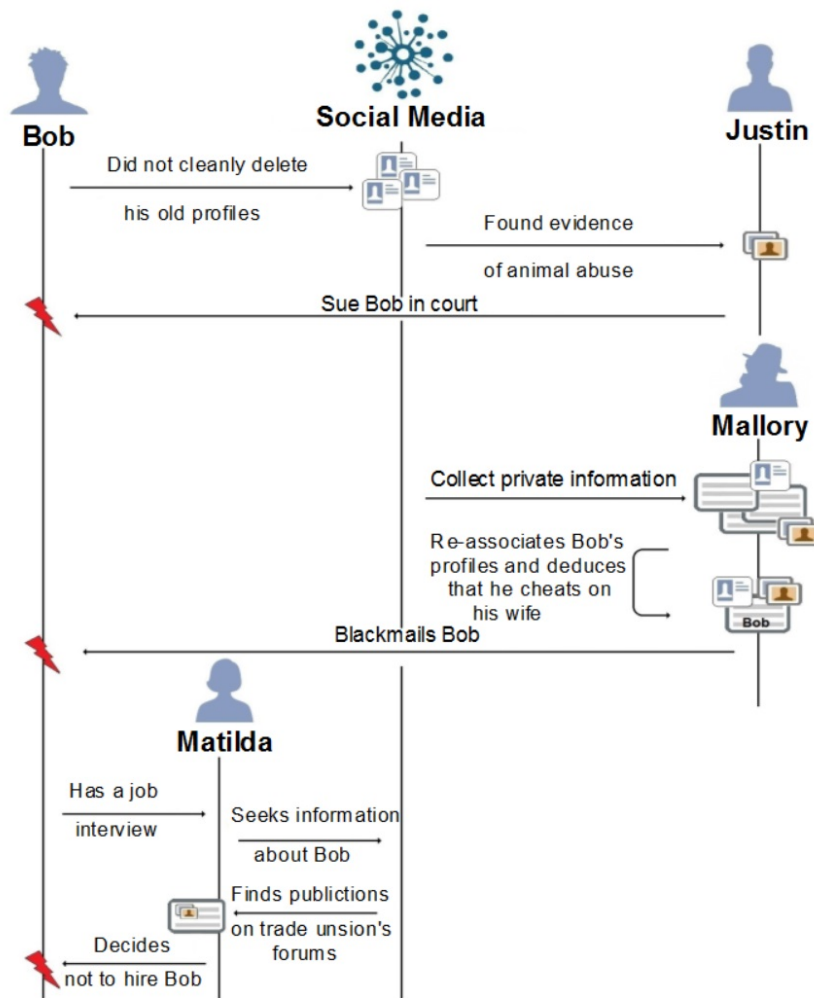 Bob
Social Media
Justin
Did not cleanly delete
his old profiles
Found evidence
of animal abuse
Sue Bob in court
Mallory
Collect private information
Re-associates Bob's
profiles and deduces
that he cheats on
his wife
Bob
Blackmails Bob
Matilda
Has a job
interview
Seeks information
about Bob
Finds publictions
on trade unsion's
forums
Decides
not to hire Bob